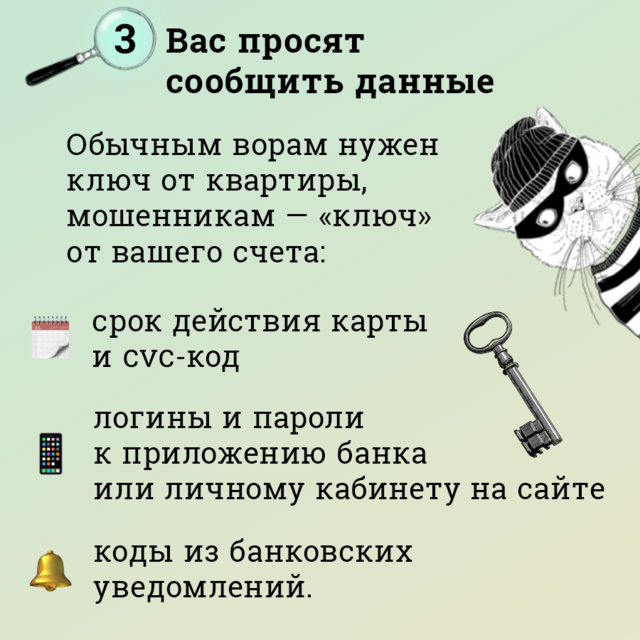 3 Вас просят
сообщить данные
Обычным ворам нужен
ключ от квартиры,
мошенникам — «ключ»
от вашего счета:
срок действия карты
и cvc-код
логины и пароли
к приложению банка
или личному кабинету на сайте
коды из банковских
уведомлений.